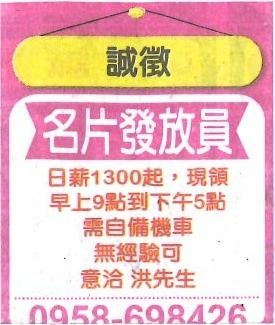 誠徵
名片發放員
日薪1300起，現領
早上9點到下午5點
需自備機車
無經驗可
意洽 洪先生
0958-698426